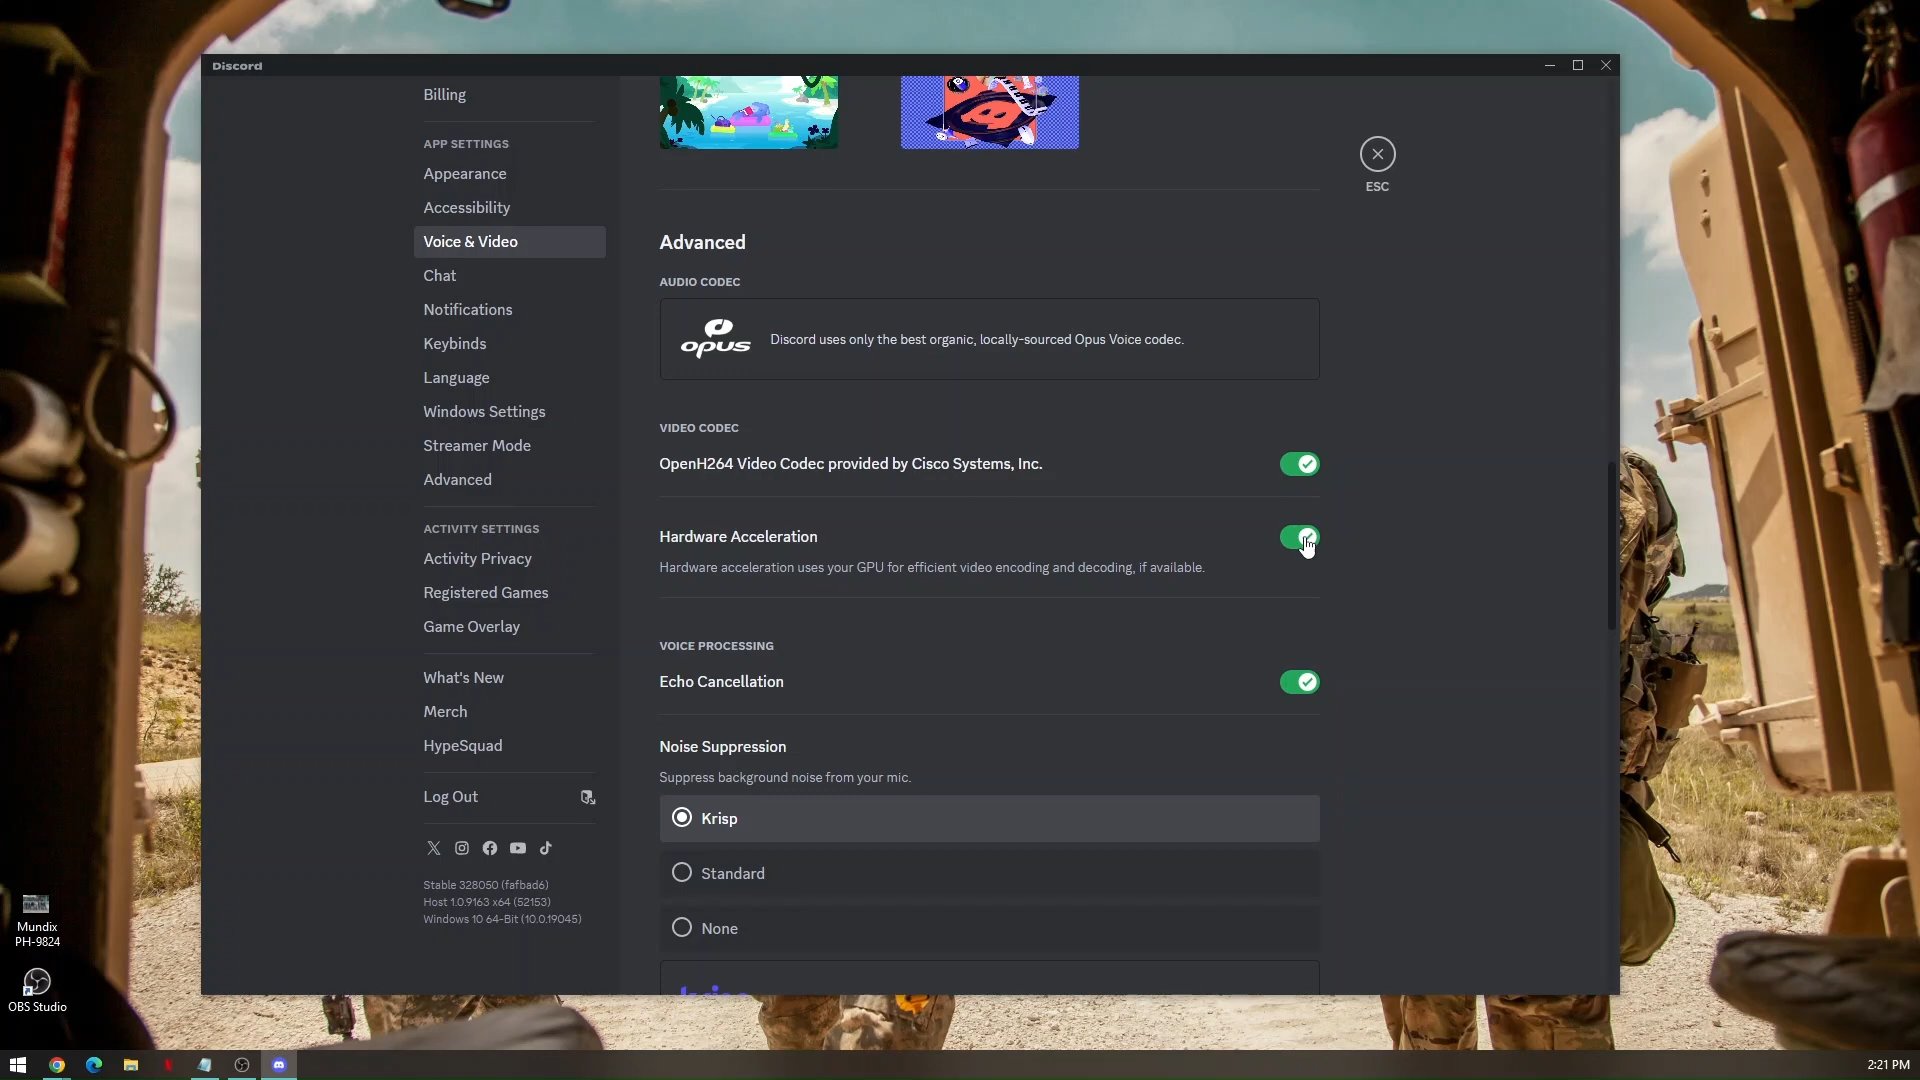 Discord
Billing
APP SETTINGS
Appearance
Accessibility
Voice & Video
Chat
Notifications
Keybinds
Language
Windows Settings
Streamer Mode
Advanced
ACTIVITY SETTINGS
Activity Privacy
Registered Games
Game Overlay
What's New
Merch
HypeSquad
Log Out
Stable 328050 (fafbad6)
Host 1.0.9163 x64 (52153)
Windows 10 64-Bit (10.0.19045)
ESC
Advanced
AUDIO CODEC
opus
Discord uses only the best organic, locally-sourced Opus Voice codec.
VIDEO CODEC
OpenH264 Video Codec provided by Cisco Systems, Inc.
Hardware Acceleration
Hardware acceleration uses your GPU for efficient video encoding and decoding, if available.
VOICE PROCESSING
Echo Cancellation
Noise Suppression
Suppress background noise from your mic.
Krisp
Standard
None
Mundix
PH-9824
OBS Studio
2:21 PM